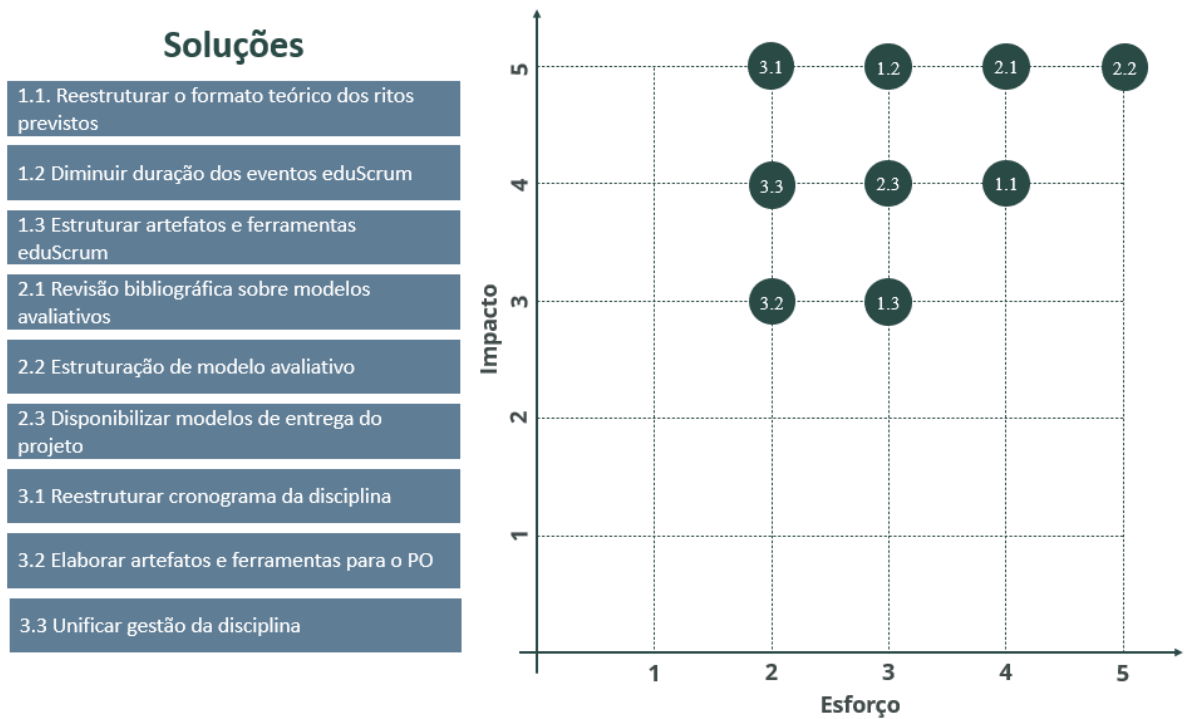 Soluções
1.1. Reestruturar o formato teórico dos ritos
previstos
1.2 Diminuir duração dos eventos eduScrum
1.3 Estruturar artefatos e ferramentas
eduScrum
2.1 Revisão bibliográfica sobre modelos
avaliativos
2.2 Estruturação de modelo avaliativo
2.3 Disponibilizar modelos de entrega do
projeto
3.1 Reestruturar cronograma da disciplina
3.2 Elaborar artefatos e ferramentas para o PO
3.3 Unificar gestão da disciplina
Impacto
5
4
3
2
1
3.1
1.2
2.1
2.2
3.3
2.3
1.1
3.2
1.3
1
2
3
4
5
Esforço